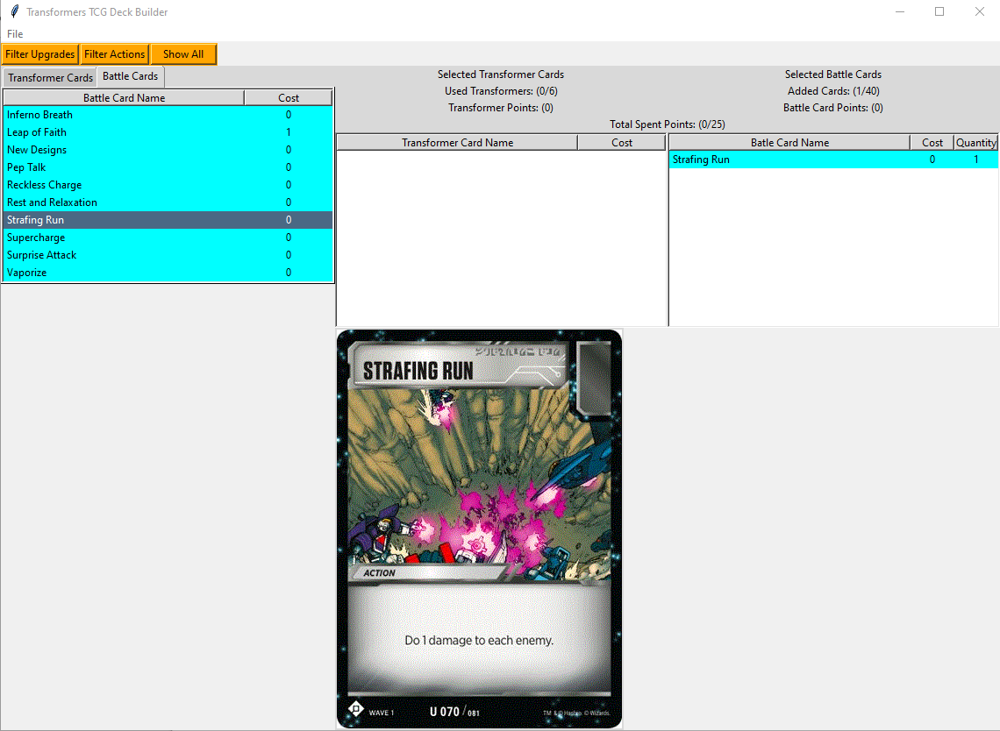 Transformers TCG Deck Builder
File
Filter Upgrades Filter Actions Show All
Transformer Cards Battle Cards
Battle Card Name Cost
Inferno Breath 0
Leap of Faith 1
New Designs 0
Pep Talk 0
Reckless Charge 0
Rest and Relaxation 0
Strafing Run 0
Supercharge 0
Surprise Attack 0
Vaporize 0
Selected Transformer Cards
Used Transformers: (0/6)
Transformer Points: (0)
Selected Battle Cards
Added Cards: (1/40)
Battle Card Points: (0)
Total Spent Points: (0/25)
Transformer Card Name Cost
Batle Card Name Cost Quantity
Strafing Run 0 1
STRAFING RUN
ACTION
Do 1 damage to each enemy.
WAVE 1 U 070 / 081 TM & © Hasbro. © Wizards.